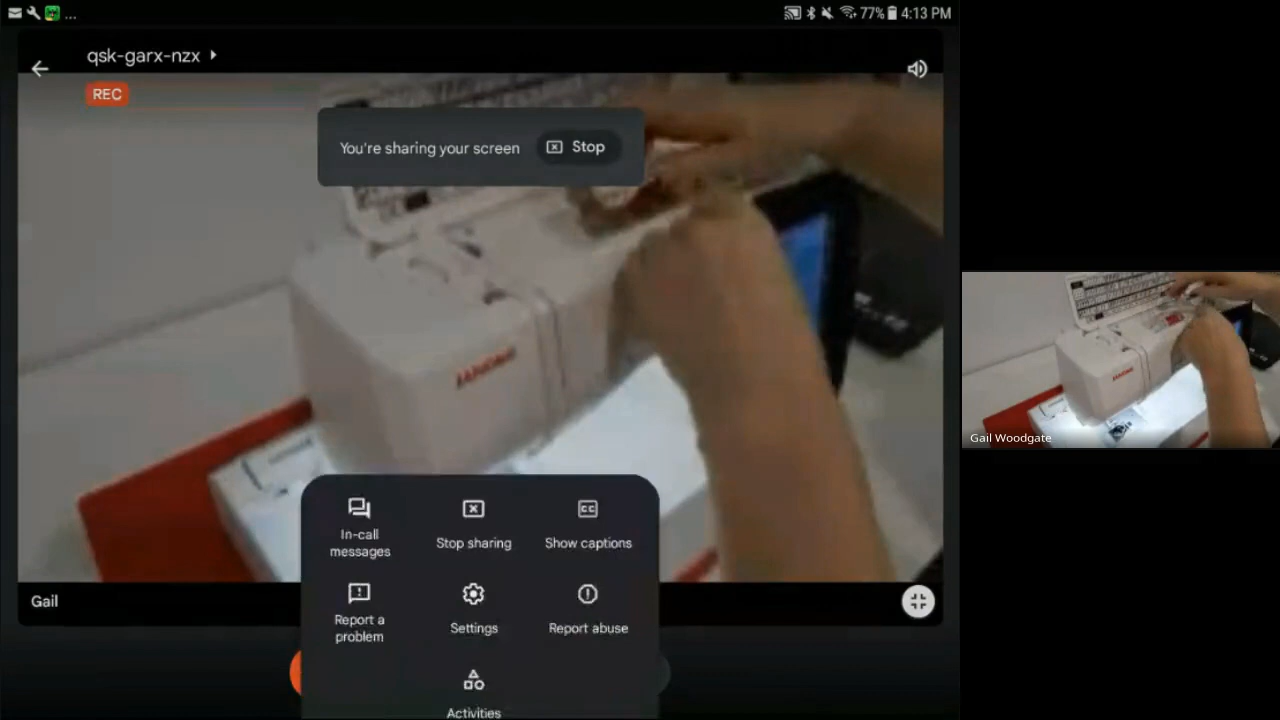 ... 77% 4:13 PM
qsk-garx-nzx
REC
You're sharing your screen Stop
JANOME
In-call
messages
Stop sharing
CC
Show captions
Report a
problem
Settings
Report abuse
Activities
Gail
Gail Woodgate